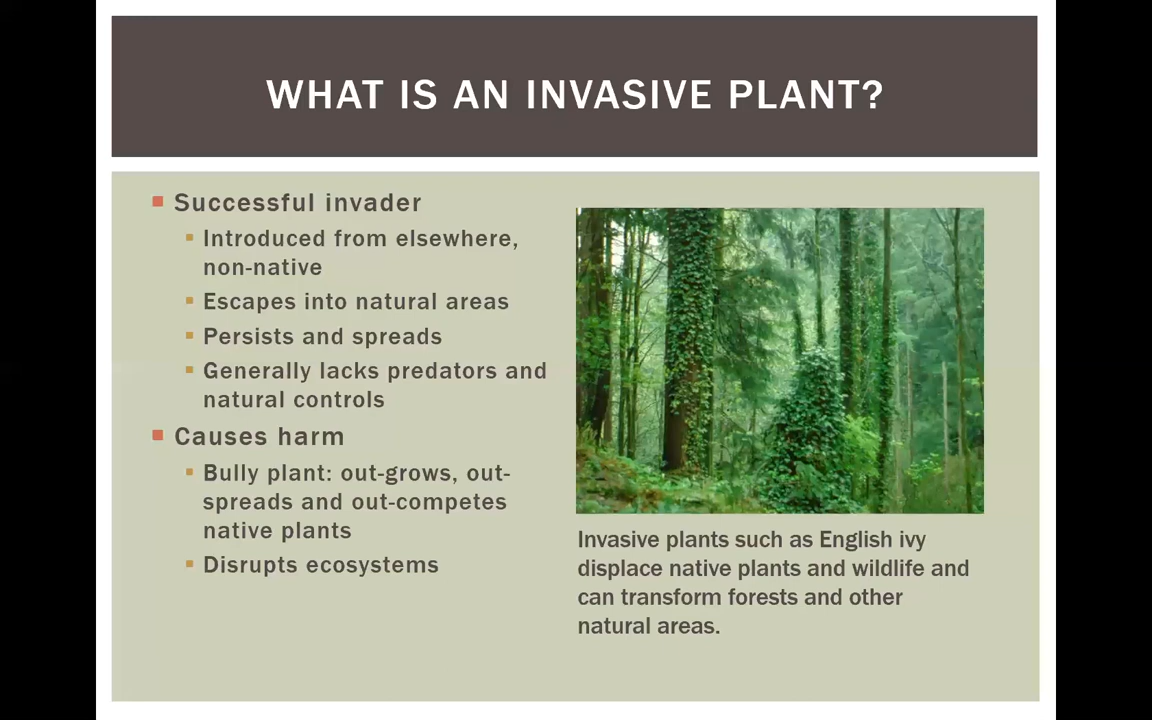 WHAT IS AN INVASIVE PLANT?
Successful invader
Introduced from elsewhere,
non-native
Escapes into natural areas
Persists and spreads
Generally lacks predators and
natural controls
Causes harm
Bully plant: out-grows, out-
spreads and out-competes
native plants
Disrupts ecosystems
Invasive plants such as English ivy
displace native plants and wildlife and
can transform forests and other
natural areas.